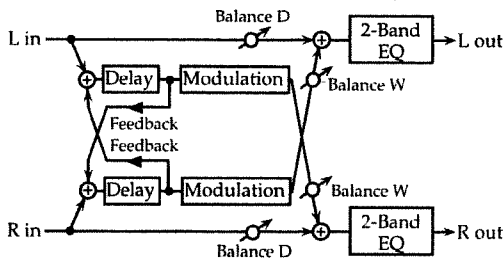 Balance D
L in
2-Band
EQ
L out
Delay
Modulation
Balance W
Feedback
Feedback
Delay
Modulation
Balance W
R in
Balance D
2-Band
EQ
R out